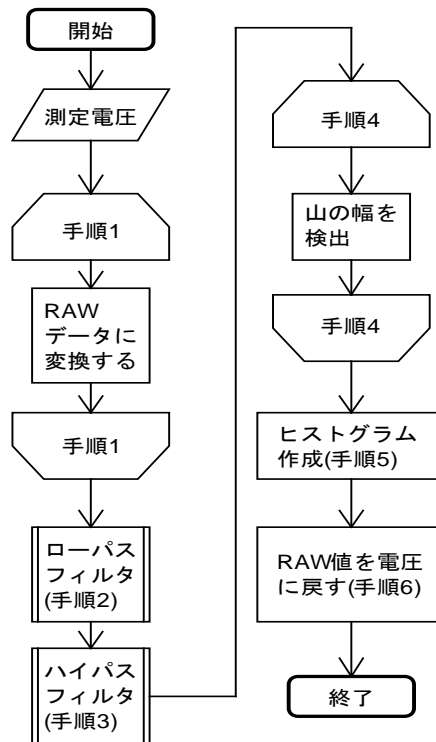 開始
測定電圧
手順1
RAW
データに
変換する
手順1
ローパス
フィルタ
(手順2)
ハイパス
フィルタ
(手順3)
手順4
山の幅を
検出
手順4
ヒストグラム
作成(手順5)
RAW値を電圧
に戻す(手順6)
終了